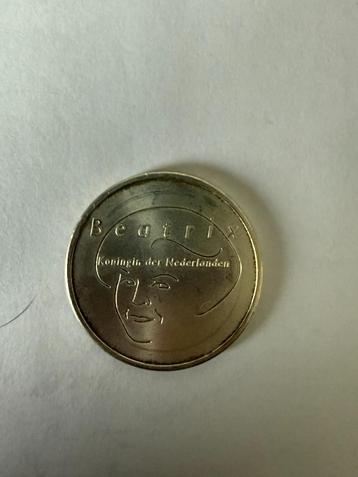 Beatrix
Koningin der Nederlanden